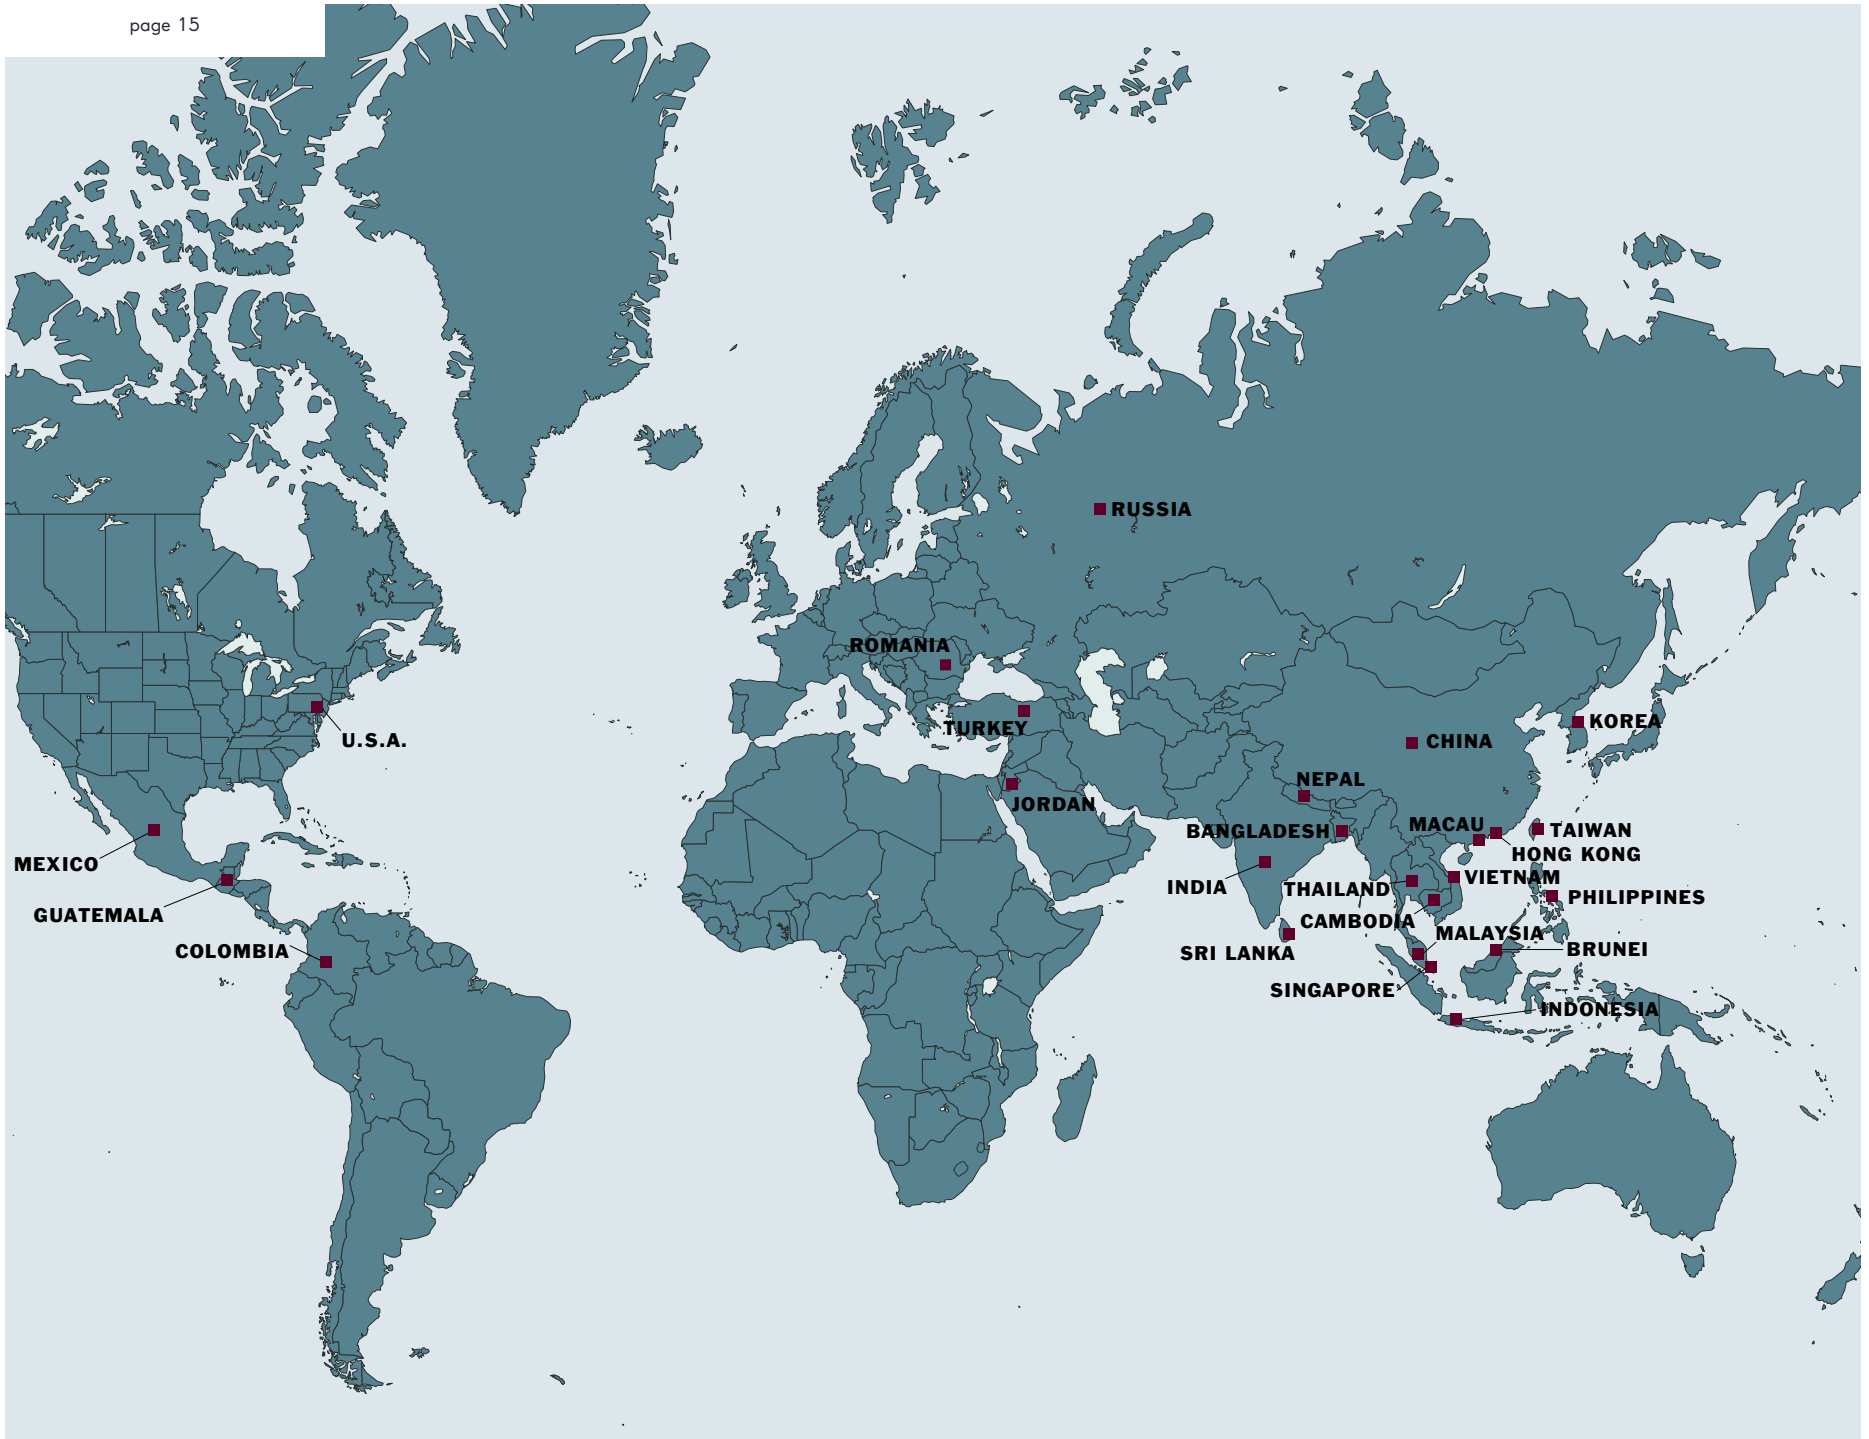 page 15
RUSSIA
ROMANIA
KOREA
TURKEY
U.S.A.
CHINA
NEPAL
JORDAN
MACAU
TAIWAN
BANGLADESH
HONG KONG
MEXICO
VIETNAM
INDIA
THAILAND
PHILIPPINES
GUATEMALA
CAMBODIA
MALAYSIA
BRUNEI
COLOMBIA
SRI LANKA
SINGAPORE
INDONESIA